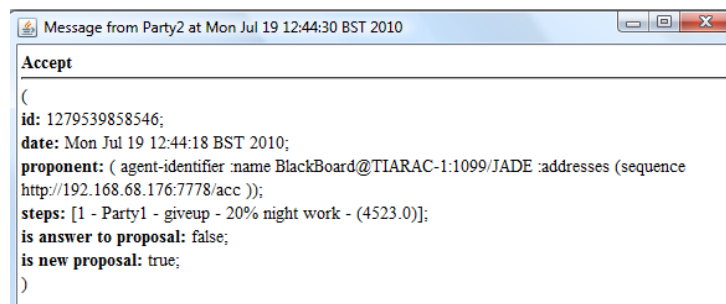 Message from Party2 at Mon Jul 19 12:44:30 BST 2010
Accept
(
id: 1279539858546;
date: Mon Jul 19 12:44:18 BST 2010;
proponent: ( agent-identifier :name BlackBoard@TIARAC-1:1099/JADE :addresses (sequence
http://192.168.68.176:7778/acc ));
steps: [1 - Party1 - giveup - 20% night work - (4523.0)];
is answer to proposal: false;
is new proposal: true;
)